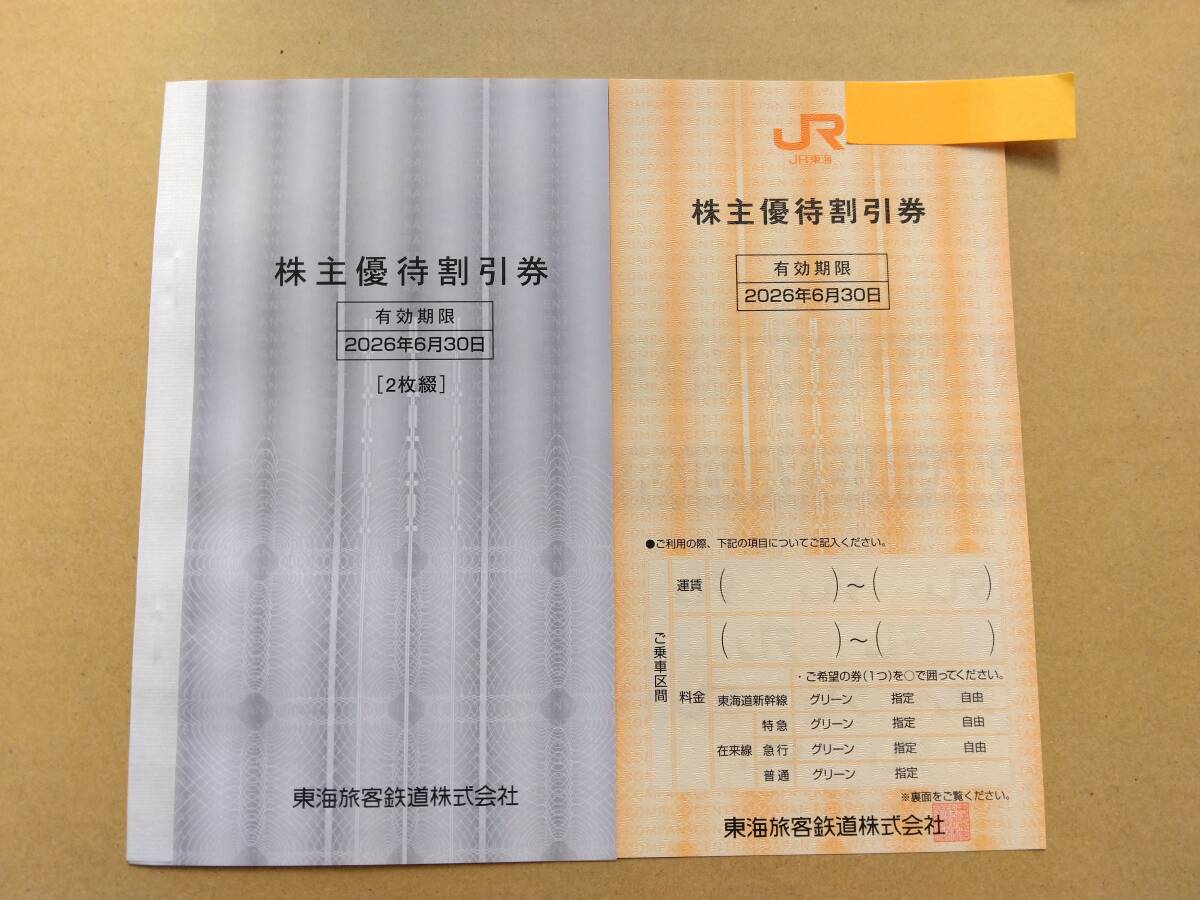 株主優待割引券
有効期限
2026年6月30日
[2枚綴]
東海旅客鉄道株式会社
JR
JR東海
株主優待割引券
有効期限
2026年6月30日
●ご利用の際、下記の項目についてご記入ください。
ご乗車区間
運賃 ( )～( )
料金 ( )～( )
・ご希望の券(1つ)を○で囲ってください。
東海道新幹線 グリーン 指定 自由
在来線 特急 グリーン 指定 自由
急行 グリーン 指定 自由
普通 グリーン 指定
※裏面をご覧ください。
東海旅客鉄道株式会社